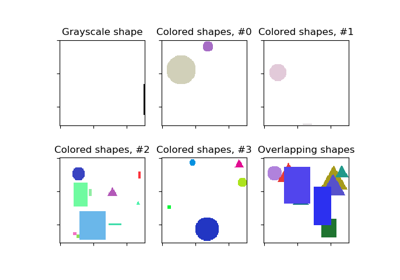 Grayscale shape
Colored shapes, #0
Colored shapes, #1
Colored shapes, #2
Colored shapes, #3
Overlapping shapes